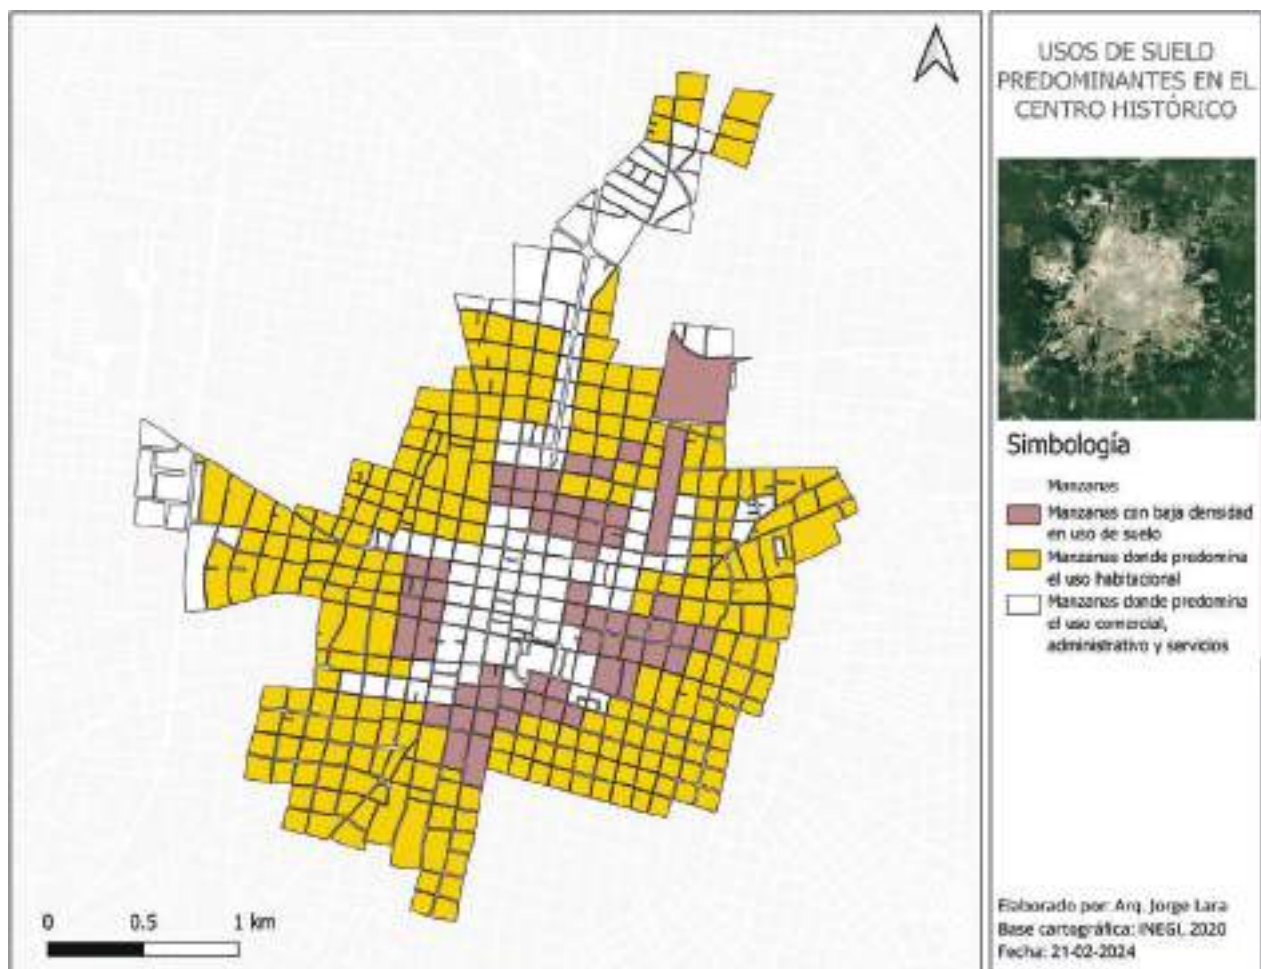 USOS DE SUELO
PREDOMINANTES EN EL
CENTRO HISTÓRICO
Simbología
Manzanas
Manzanas con baja densidad
en uso de suelo
Manzanas donde predomina
el uso habitacional
Manzanas donde predomina
el uso comercial,
administrativo y servicios
0 0.5 1 km
Elaborado por: Arq. Jorge Lara
Base cartográfica: INEGI, 2020
Fecha: 21-02-2024